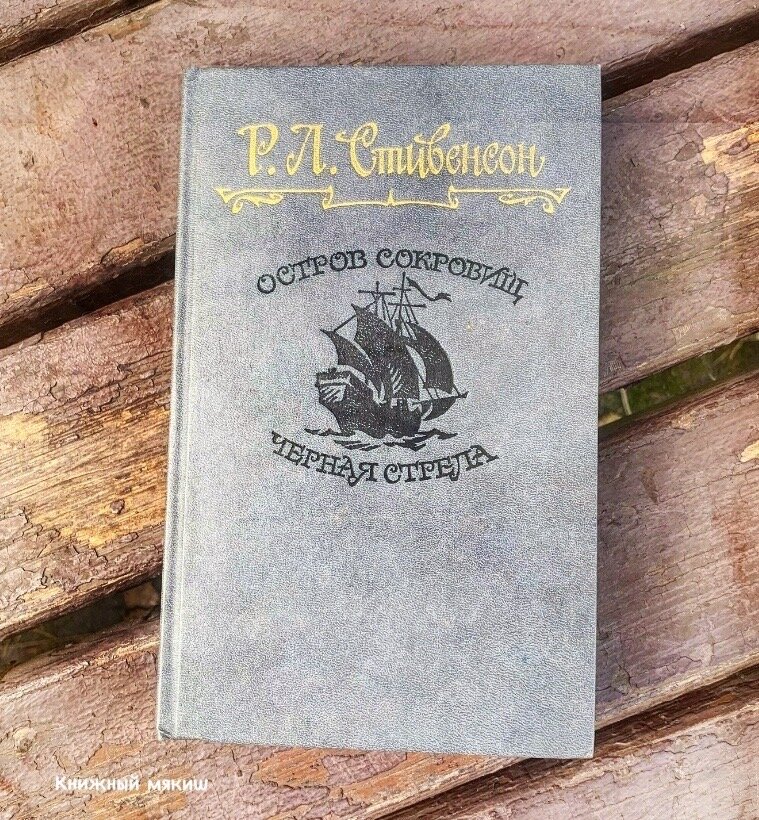 Р. Л. Стивенсон
ОСТРОВ СОКРОВИЩ
ЧЕРНАЯ СТРЕЛА
Книжный мякиш